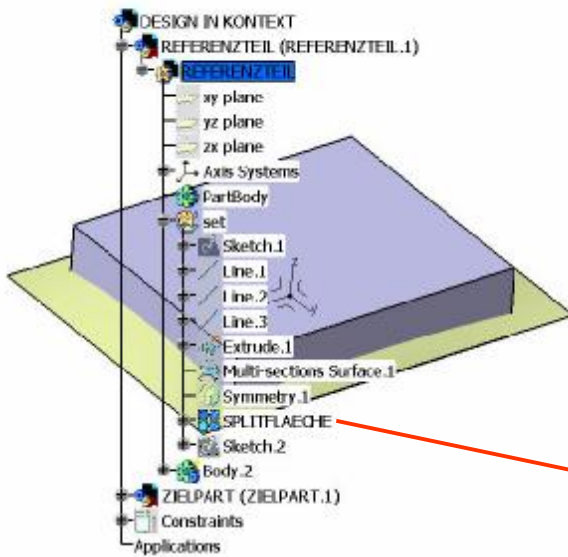 DESIGN IN KONTEXT
REFERENZTEIL (REFERENZTEIL.1)
REFERENZTEIL
xy plane
yz plane
zx plane
Axis Systems
PartBody
set
Sketch.1
Line.1
Line.2
Line.3
Extrude.1
Multi-sections Surface.1
Symmetry.1
SPLITFLAECHE
Sketch.2
Body.2
ZIELPART (ZIELPART.1)
Constraints
Applications
z